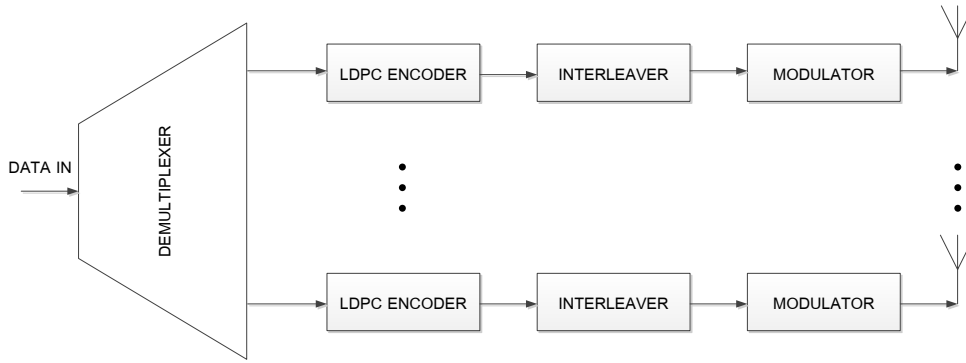 LDPC ENCODER
INTERLEAVER
MODULATOR
DATA IN
DEMULTIPLEXER
LDPC ENCODER
INTERLEAVER
MODULATOR